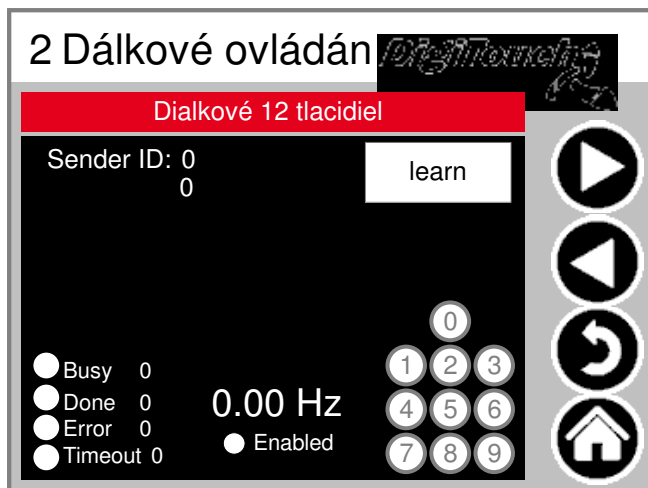 2 Dálkové ovládán
DigiTouch
Dialkové 12 tlacidiel
Sender ID: 0
0
learn
0
1 2 3
4 5 6
7 8 9
Busy 0
Done 0
Error 0
Timeout 0
0.00 Hz
Enabled